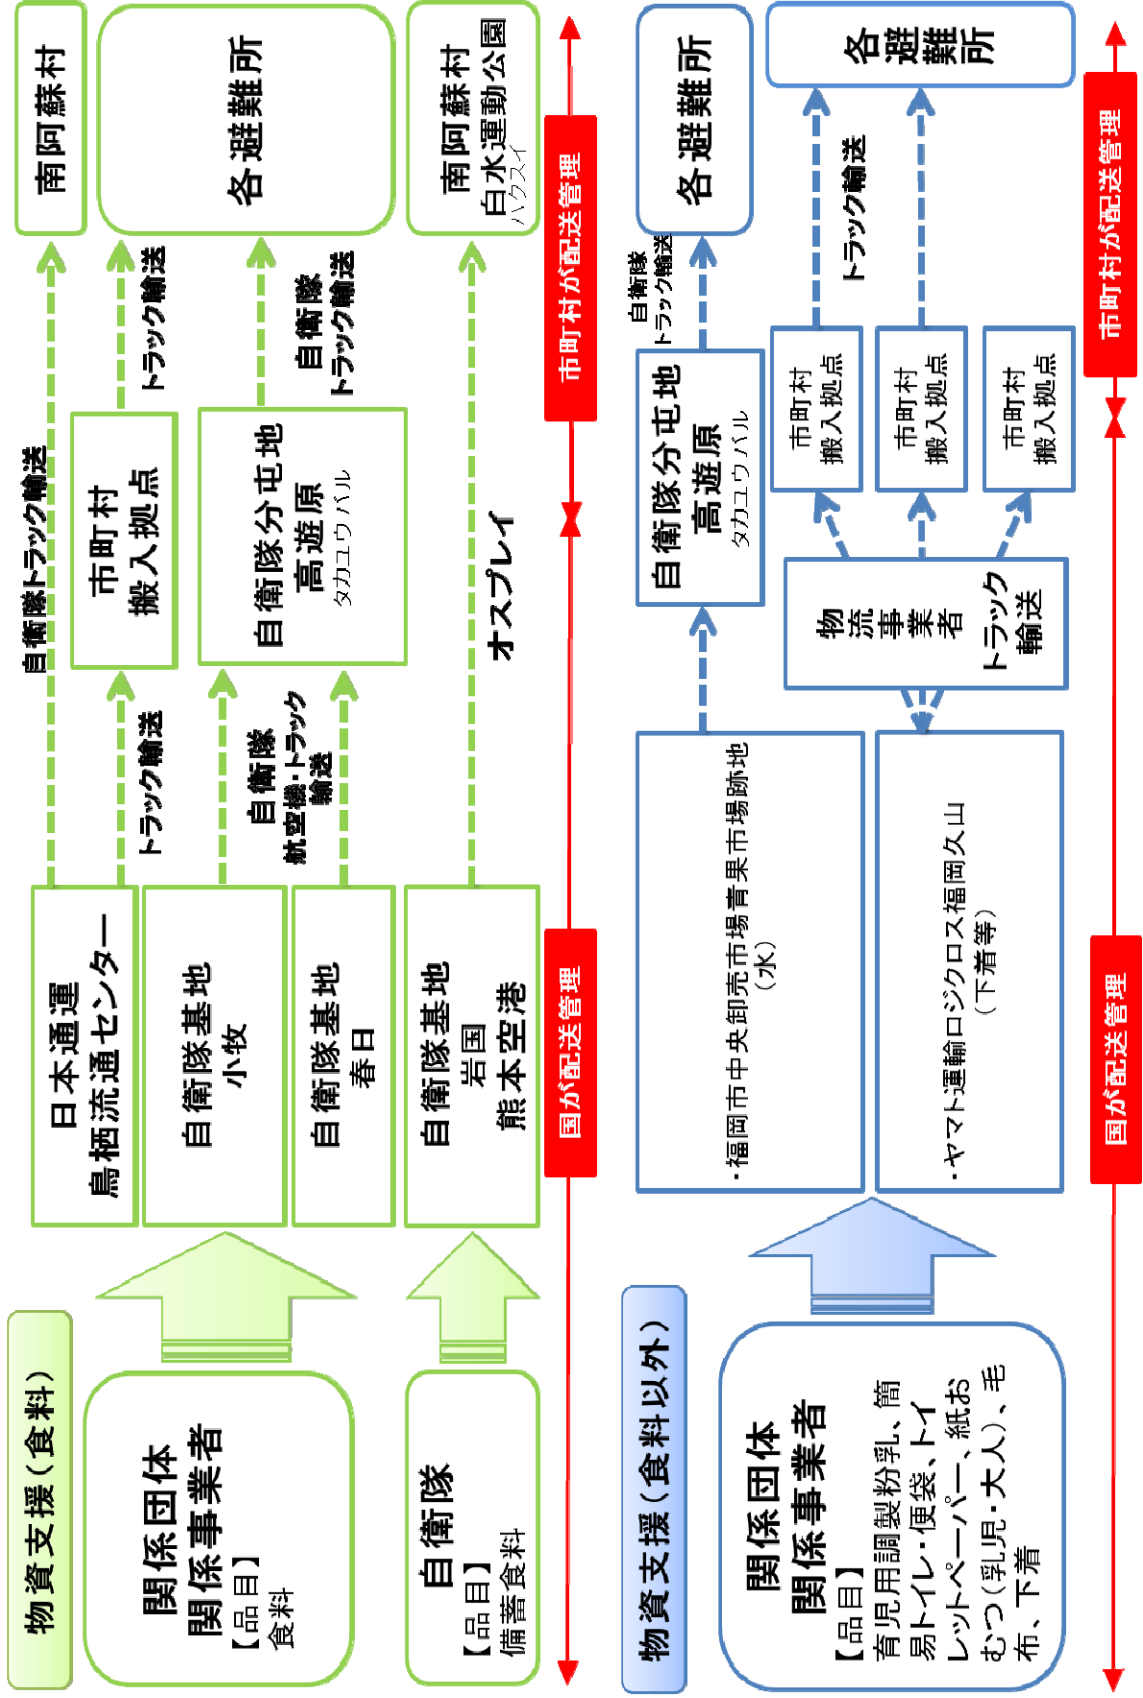 物資支援(食料)
関係団体
関係事業者
【品目】
食料
自衛隊
【品目】
備蓄食料
日本通運
鳥栖流通センター
自衛隊基地
小牧
自衛隊基地
春日
自衛隊基地
岩国
熊本空港
自衛隊トラック輸送
トラック輸送
自衛隊
航空機・トラック
輸送
オスプレイ
市町村
搬入拠点
自衛隊分屯地
高遊原
タカユウバル
トラック輸送
自衛隊
トラック輸送
南阿蘇村
各避難所
南阿蘇村
白水運動公園
ハクスイ
国が配送管理
市町村が配送管理
物資支援(食料以外)
関係団体
関係事業者
【品目】
育児用調製粉乳、簡
易トイレ・便袋、トイ
レットペーパー、紙お
むつ(乳児・大人)、毛
布、下着
・福岡市中央卸売市場青果市場跡地
(水)
・ヤマト運輸ロジクロス福岡久山
(下着等)
自衛隊分屯地
高遊原
タカユウバル
物流
事業者
トラック
輸送
市町村
搬入拠点
市町村
搬入拠点
市町村
搬入拠点
自衛隊
トラック輸送
トラック輸送
各避難所
各
避難
所
国が配送管理
市町村が配送管理